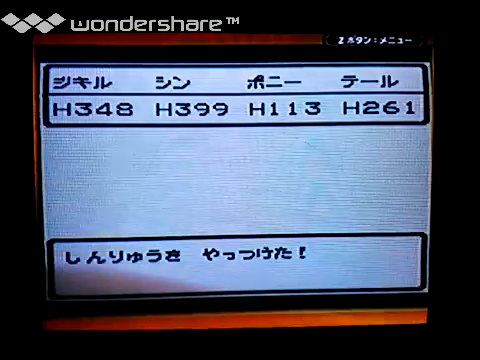 wondershare™
Zボタン:メニュー
ジキル シン ポニー テール
H348 H399 H113 H261
しんりゅうを やっつけた!